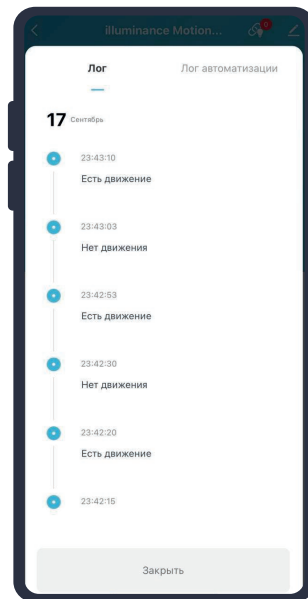 illuminance Motion...
0
Лог
Лог автоматизации
17 Сентябрь
23:43:10
Есть движение
23:43:03
Нет движения
23:42:53
Есть движение
23:42:30
Нет движения
23:42:20
Есть движение
23:42:15
Закрыть